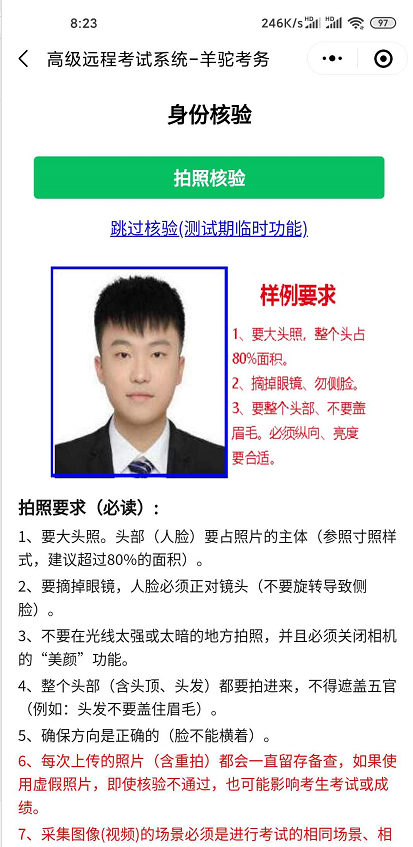 8:23
246K/s HD HD 97
高级远程考试系统-羊驼考务
身份核验
拍照核验
跳过核验(测试期临时功能)
样例要求
1、要大头照，整个头占
80%面积。
2、摘掉眼镜、勿侧脸。
3、要整个头部、不要盖
眉毛。必须纵向、亮度
要合适。
拍照要求（必读）：
1、要大头照。头部（人脸）要占照片的主体（参照寸照样
式，建议超过80%的面积）。
2、要摘掉眼镜，人脸必须正对镜头（不要旋转导致侧
脸）。
3、不要在光线太强或太暗的地方拍照，并且必须关闭相机
的“美颜”功能。
4、整个头部（含头顶、头发）都要拍进来，不得遮盖五官
（例如：头发不要盖住眉毛）。
5、确保方向是正确的（脸不能横着）。
6、每次上传的照片（含重拍）都会一直留存备查，如果使
用虚假照片，即使核验不通过，也可能影响考生考试或成
绩。
7、采集图像(视频)的场景必须是进行考试的相同场景、相